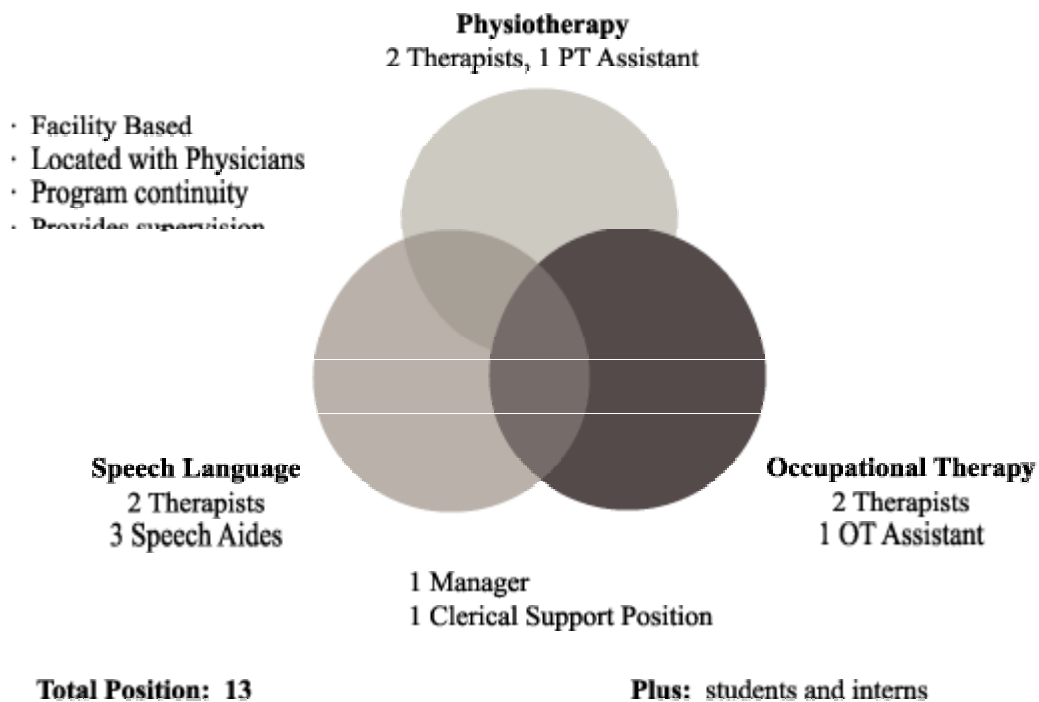 Physiotherapy
2 Therapists, 1 PT Assistant
· Facility Based
· Located with Physicians
· Program continuity
· Provides supervision
Speech Language
2 Therapists
3 Speech Aides
Occupational Therapy
2 Therapists
1 OT Assistant
1 Manager
1 Clerical Support Position
Total Position: 13
Plus: students and interns